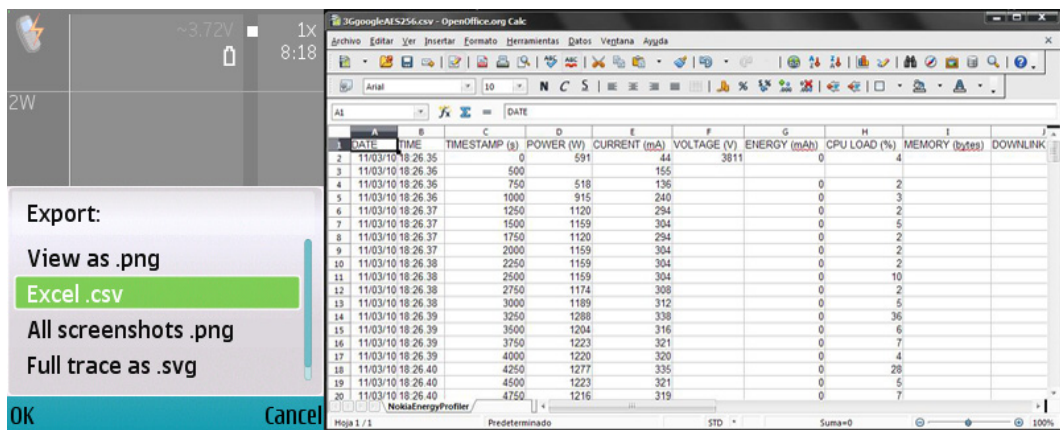 ~3.72V
1x
8:18
2W
Export:
View as .png
Excel .csv
All screenshots .png
Full trace as .svg
OK Cancel
3GgoogleAES256.csv - OpenOffice.org Calc
Archivo Editar Ver Insertar Formato Herramientas Datos Ventana Ayuda
Arial 10 N C S
A1 DATE
A B C D E F G H I J
1 DATE TIME TIMESTAMP (s) POWER (W) CURRENT (mA) VOLTAGE (V) ENERGY (mAh) CPU LOAD (%) MEMORY (bytes) DOWNLINK
2 11/03/10 18:26.35 0 591 44 3811 4
3 11/03/10 18:26.36 500 155
4 11/03/10 18:26.36 750 518 136 0 2
5 11/03/10 18:26.36 1000 915 240 0 3
6 11/03/10 18:26.37 1250 1120 294 0 2
7 11/03/10 18:26.37 1500 1159 304 0 5
8 11/03/10 18:26.37 1750 1120 294 0 2
9 11/03/10 18:26.37 2000 1159 304 0 2
10 11/03/10 18:26.38 2250 1159 304 0 2
11 11/03/10 18:26.38 2500 1159 304 0 10
12 11/03/10 18:26.38 2750 1174 308 0 2
13 11/03/10 18:26.38 3000 1189 312 0 5
14 11/03/10 18:26.39 3250 1288 338 0 36
15 11/03/10 18:26.39 3500 1204 316 0 6
16 11/03/10 18:26.39 3750 1223 321 0 7
17 11/03/10 18:26.39 4000 1220 320 0 4
18 11/03/10 18:26.40 4250 1277 335 0 28
19 11/03/10 18:26.40 4500 1223 321 0 5
20 11/03/10 18:26.40 4750 1216 319 0 7
NokiaEnergyProfiler
Hoja 1 / 1 Predeterminado STD * Suma=0 100%